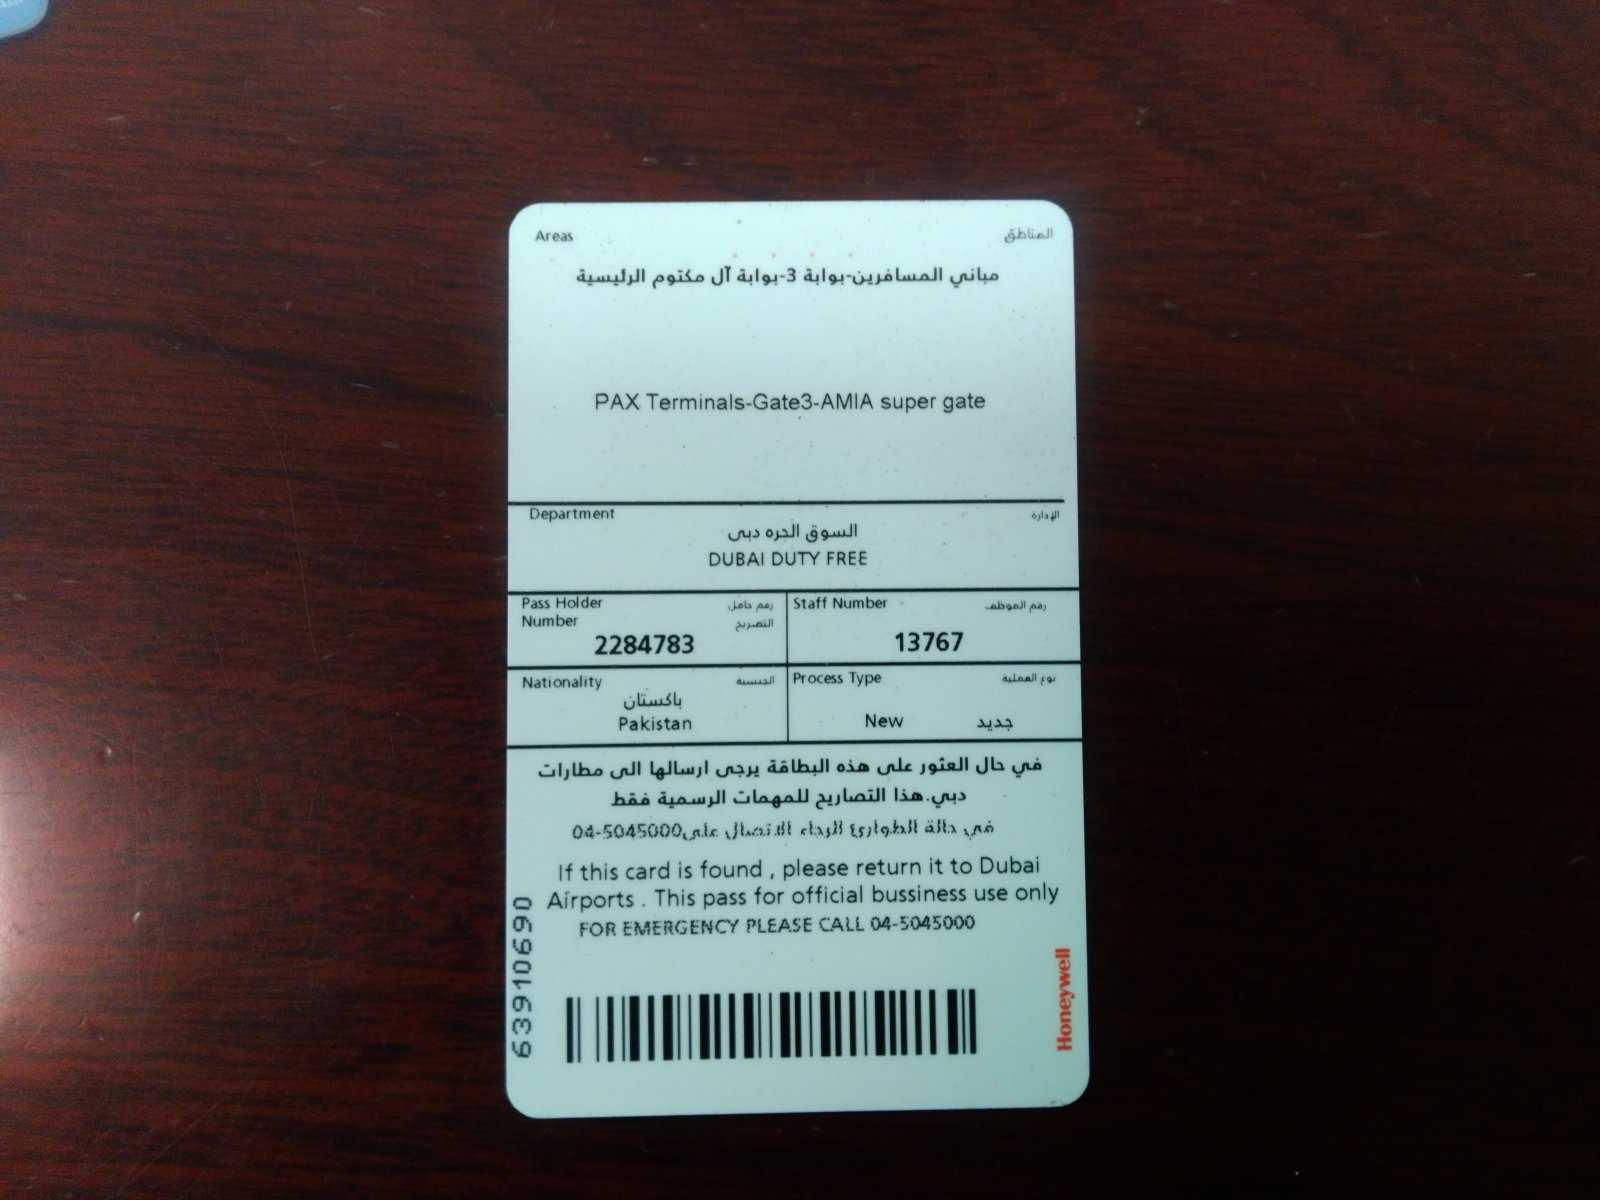 Areas المناطق
مباني المسافرين-بوابة 3-بوابة آل مكتوم الرئيسية
PAX Terminals-Gate3-AMIA super gate
Department الإدارة
السوق الحره دبى
DUBAI DUTY FREE
Pass Holder رقم حامل
Number التصريح
2284783
Staff Number رقم الموظف
13767
Nationality الجنسية
باكستان
Pakistan
Process Type نوع العملية
New جديد
في حال العثور على هذه البطاقة يرجى ارسالها الى مطارات
دبي.هذا التصاريح للمهمات الرسمية فقط
في حالة الطوارئ الرجاء الاتصال على04-5045000
If this card is found , please return it to Dubai
Airports . This pass for official bussiness use only
FOR EMERGENCY PLEASE CALL 04-5045000
63910690
Honeywell